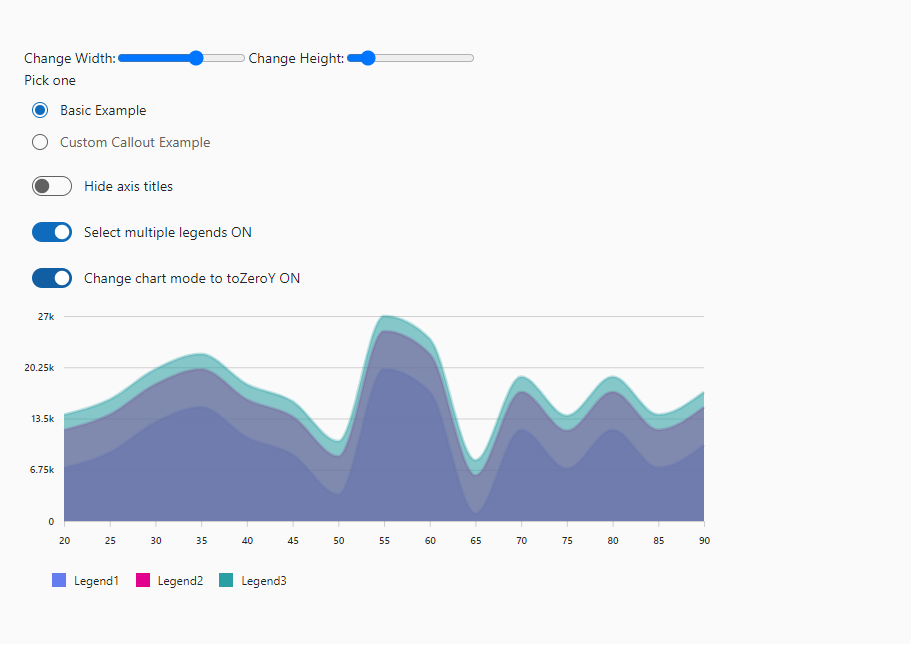 Change Width: Change Height:
Pick one
Basic Example
Custom Callout Example
Hide axis titles
Select multiple legends ON
Change chart mode to toZeroY ON
27k
20.25k
13.5k
6.75k
0
20 25 30 35 40 45 50 55 60 65 70 75 80 85 90
Legend1 Legend2 Legend3